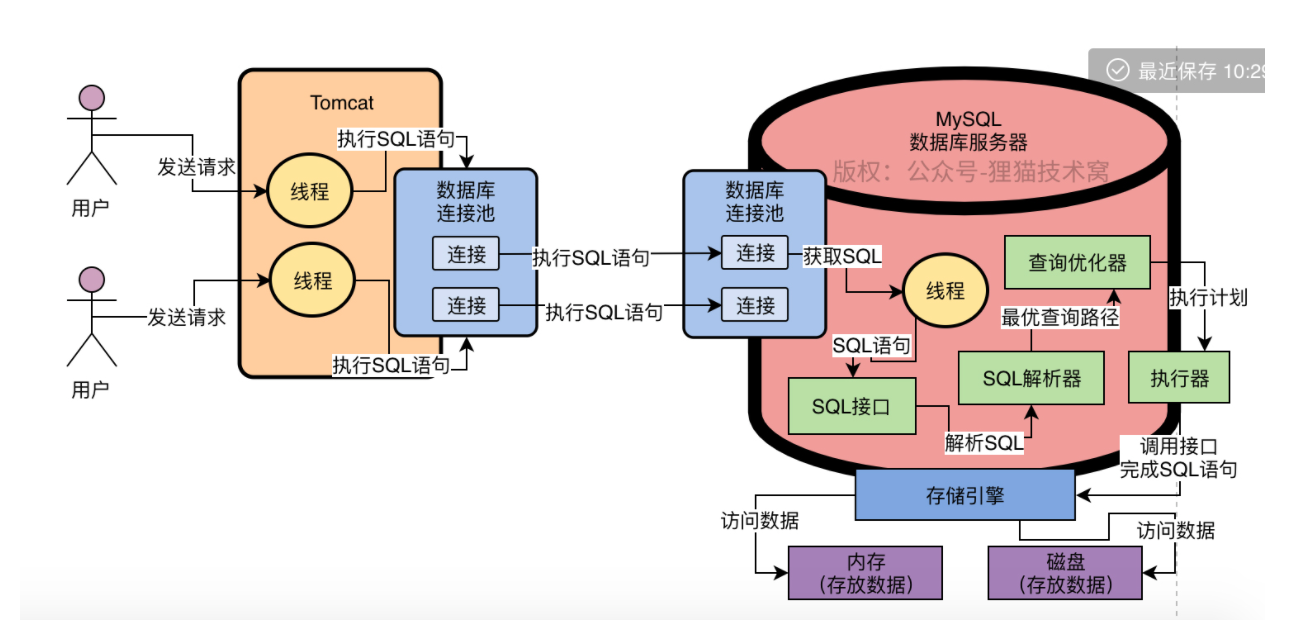 最近保存 10:29
Tomcat
MySQL
数据库服务器
版权：公众号-狸猫技术窝
执行SQL语句
发送请求
线程
用户
数据库
连接池
连接
连接
执行SQL语句
执行SQL语句
数据库
连接池
连接
连接
获取SQL
线程
查询优化器
执行计划
最优查询路径
SQL语句
SQL解析器
执行器
SQL接口
解析SQL
线程
发送请求
执行SQL语句
用户
调用接口
完成SQL语句
存储引擎
访问数据
访问数据
内存
（存放数据）
磁盘
（存放数据）